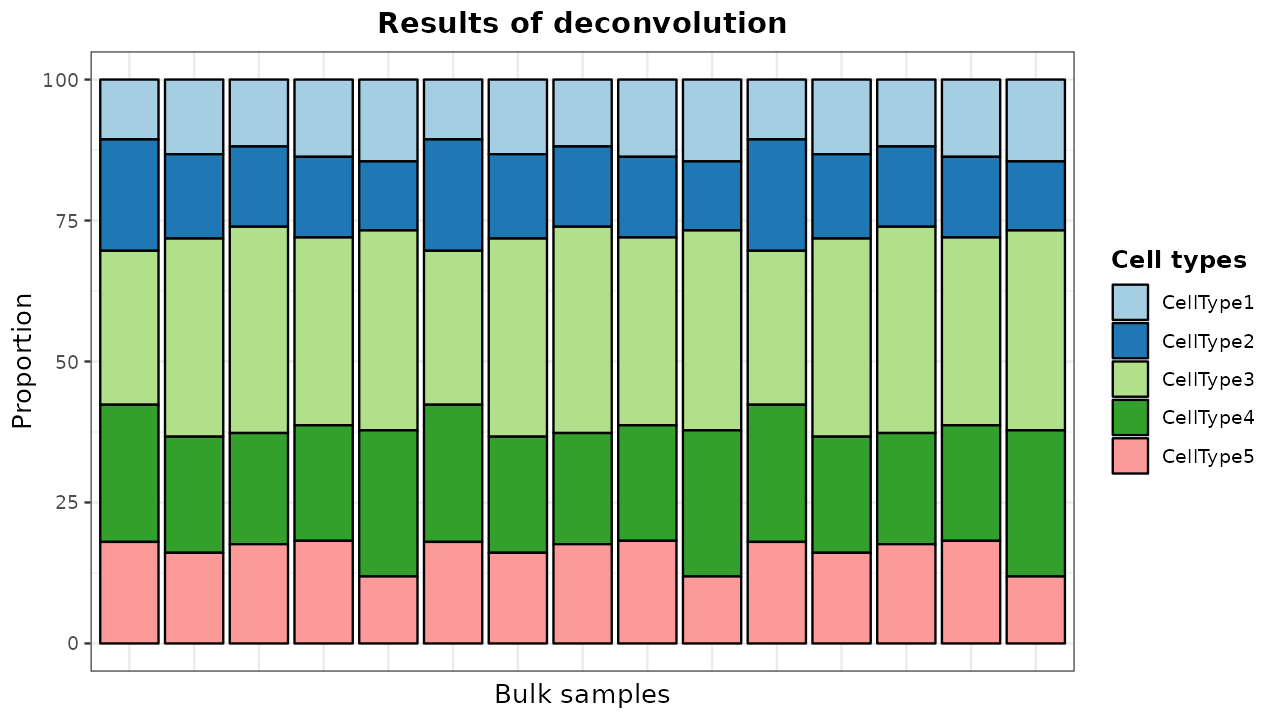 Results of deconvolution
Proportion
100
75
50
25
0
Bulk samples
Cell types
CellType1
CellType2
CellType3
CellType4
CellType5